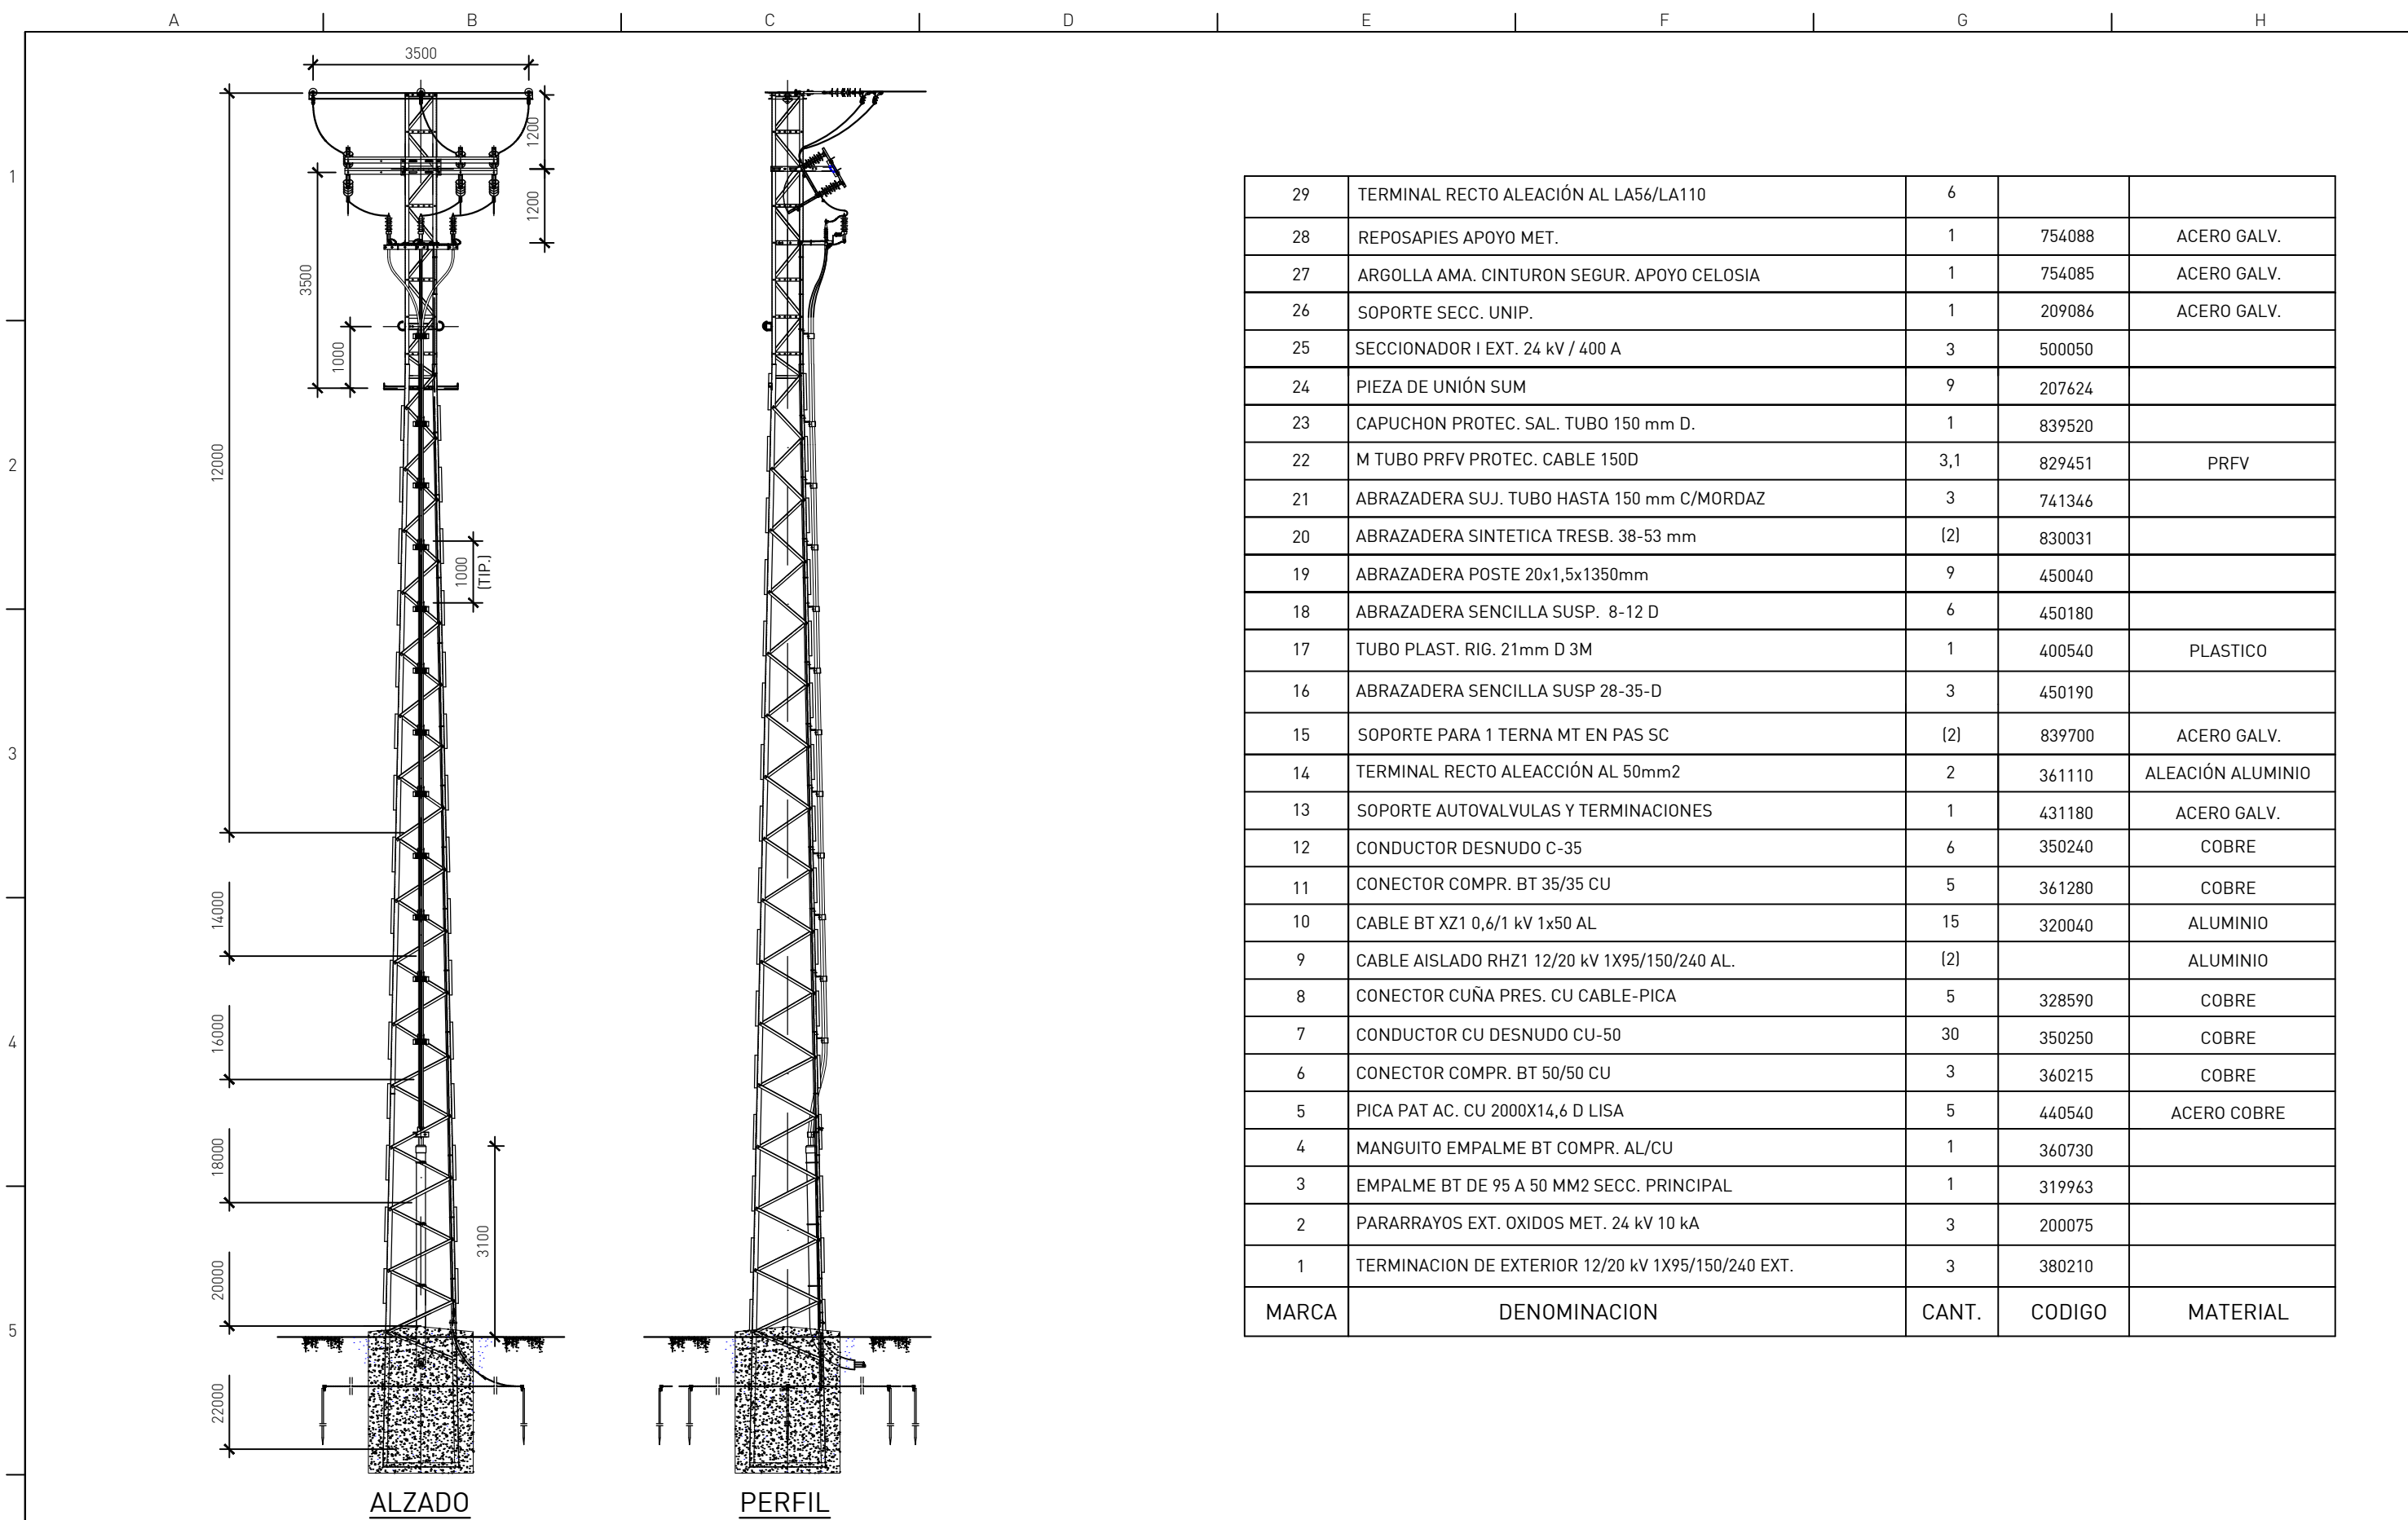 A B C D E F G H
3500
1200
1
1200
3500
1000
12000
2
1000
(TIP.)
3
14000
16000
4
18000
3100
20000
5
22000
ALZADO
PERFIL
29 TERMINAL RECTO ALEACIÓN AL LA56/LA110 6
28 REPOSAPIES APOYO MET. 1 754088 ACERO GALV.
27 ARGOLLA AMA. CINTURON SEGUR. APOYO CELOSIA 1 754085 ACERO GALV.
26 SOPORTE SECC. UNIP. 1 209086 ACERO GALV.
25 SECCIONADOR I EXT. 24 kV / 400 A 3 500050
24 PIEZA DE UNIÓN SUM 9 207624
23 CAPUCHON PROTEC. SAL. TUBO 150 mm D. 1 839520
22 M TUBO PRFV PROTEC. CABLE 150D 3,1 829451 PRFV
21 ABRAZADERA SUJ. TUBO HASTA 150 mm C/MORDAZ 3 741346
20 ABRAZADERA SINTETICA TRESB. 38-53 mm (2) 830031
19 ABRAZADERA POSTE 20x1,5x1350mm 9 450040
18 ABRAZADERA SENCILLA SUSP. 8-12 D 6 450180
17 TUBO PLAST. RIG. 21mm D 3M 1 400540 PLASTICO
16 ABRAZADERA SENCILLA SUSP 28-35-D 3 450190
15 SOPORTE PARA 1 TERNA MT EN PAS SC (2) 839700 ACERO GALV.
14 TERMINAL RECTO ALEACCIÓN AL 50mm2 2 361110 ALEACIÓN ALUMINIO
13 SOPORTE AUTOVALVULAS Y TERMINACIONES 1 431180 ACERO GALV.
12 CONDUCTOR DESNUDO C-35 6 350240 COBRE
11 CONECTOR COMPR. BT 35/35 CU 5 361280 COBRE
10 CABLE BT XZ1 0,6/1 kV 1x50 AL 15 320040 ALUMINIO
9 CABLE AISLADO RHZ1 12/20 kV 1X95/150/240 AL. (2) ALUMINIO
8 CONECTOR CUÑA PRES. CU CABLE-PICA 5 328590 COBRE
7 CONDUCTOR CU DESNUDO CU-50 30 350250 COBRE
6 CONECTOR COMPR. BT 50/50 CU 3 360215 COBRE
5 PICA PAT AC. CU 2000X14,6 D LISA 5 440540 ACERO COBRE
4 MANGUITO EMPALME BT COMPR. AL/CU 1 360730
3 EMPALME BT DE 95 A 50 MM2 SECC. PRINCIPAL 1 319963
2 PARARRAYOS EXT. OXIDOS MET. 24 kV 10 kA 3 200075
1 TERMINACION DE EXTERIOR 12/20 kV 1X95/150/240 EXT. 3 380210
MARCA DENOMINACION CANT. CODIGO MATERIAL